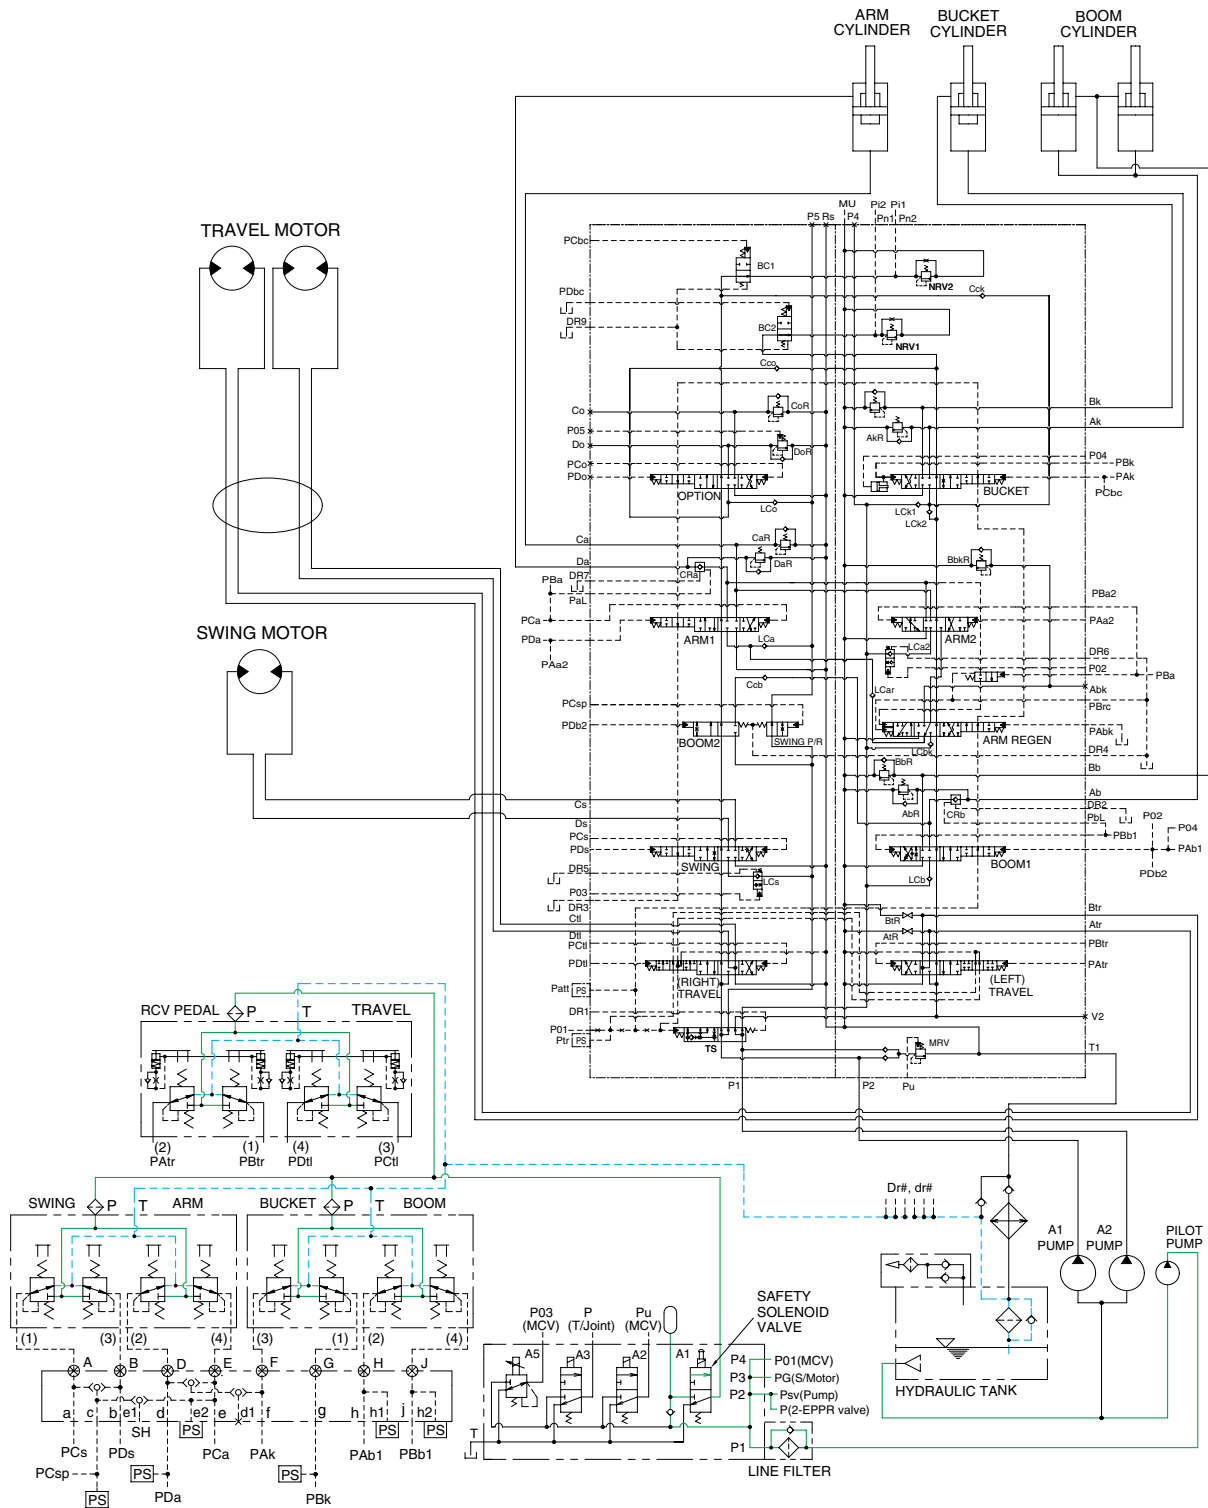 ARM
CYLINDER
BUCKET
CYLINDER
BOOM
CYLINDER
TRAVEL MOTOR
SWING MOTOR
MU
Pi2 Pi1
P5 Rs
P4
Pn1
Pn2
PCbc
BC1
NRV2
Cck
PDbc
DR9
BC2
NRV1
Cco
Co
CoR
Bk
P05
AkR
Ak
Do
DoR
PCo
P04
PBk
PDo
PAk
OPTION
BUCKET
PCbc
LCo
LCk1
LCk2
Ca
CaR
Da
CRa
DaR
BbkR
PBa
DR7
PaL
PBa2
PCa
PAa2
PDa
ARM1
ARM2
PAa2
LCa
LCa2
DR6
Ccb
P02
PBa
LCar
Abk
PCsp
PBrc
PDb2
PAbk
BOOM2
SWING P/R
ARM REGEN
LCbk
DR4
BbR
Bb
Cs
AbR
CRb
Ab
DR2
Ds
PbL
P02
P04
PCs
PBb1
PDs
PAb1
SWING
BOOM1
PDb2
DR5
LCs
LCb
P03
DR3
Btr
Ctl
BtR
Atr
Dtl
AtR
PCtl
PBtr
PDtl
PAtr
(RIGHT)
TRAVEL
(LEFT)
TRAVEL
Patt
PS
DR1
V2
P01
Ptr
PS
TS
MRV
T1
P1
P2
Pu
RCV PEDAL
P
T
TRAVEL
(2)
(1)
(4)
(3)
PAtr
PBtr
PDtl
PCtl
SWING
P
T
ARM
BUCKET
P
T
BOOM
(1)
(3)
(2)
(4)
(3)
(1)
(2)
(4)
A
B
D
E
F
G
H
J
a
c
b
e1
d
e2
e
d1
f
g
h
h1
j
h2
SH
PS
PS
PS
PCs
PDs
PCa
PAk
PAb1
PBb1
PCsp
PS
PS
PS
PDa
PBk
Dr#, dr#
A1
PUMP
A2
PUMP
PILOT
PUMP
HYDRAULIC TANK
SAFETY
SOLENOID
VALVE
P03
(MCV)
P
(T/Joint)
Pu
(MCV)
A5
A3
A2
A1
P4
P01(MCV)
P3
PG(S/Motor)
P2
Psv(Pump)
P(2-EPPR valve)
T
P1
LINE FILTER